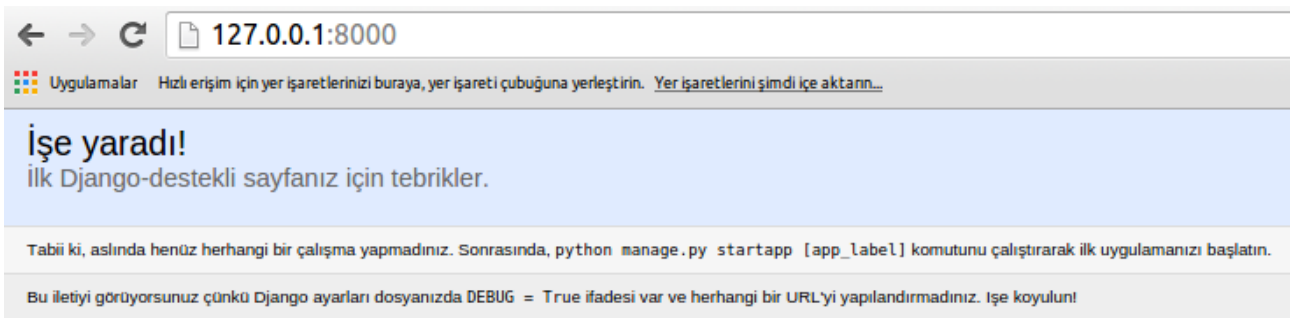 127.0.0.1:8000
Uygulamalar Hızlı erişim için yer işaretlerinizi buraya, yer işareti çubuğuna yerleştirin. Yer işaretlerini şimdi içe aktarın...
İşe yaradı!
İlk Django-destekli sayfanız için tebrikler.
Tabii ki, aslında henüz herhangi bir çalışma yapmadınız. Sonrasında, python manage.py startapp [app_label] komutunu çalıştırarak ilk uygulamanızı başlatın.
Bu iletiyi görüyorsunuz çünkü Django ayarları dosyanızda DEBUG = True ifadesi var ve herhangi bir URL'yi yapılandırmadınız. Işe koyulun!